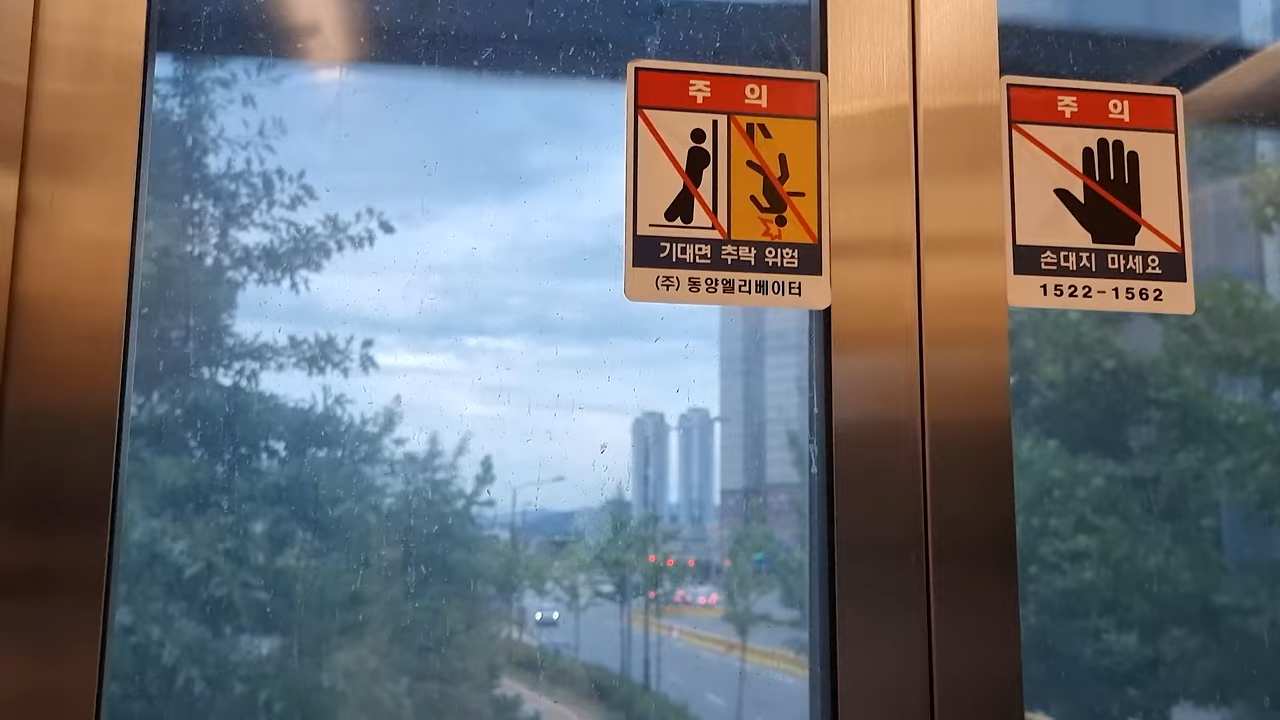 주 의
기대면 추락 위험
(주) 동양엘리베이터
주 의
손대지 마세요
1522-1562